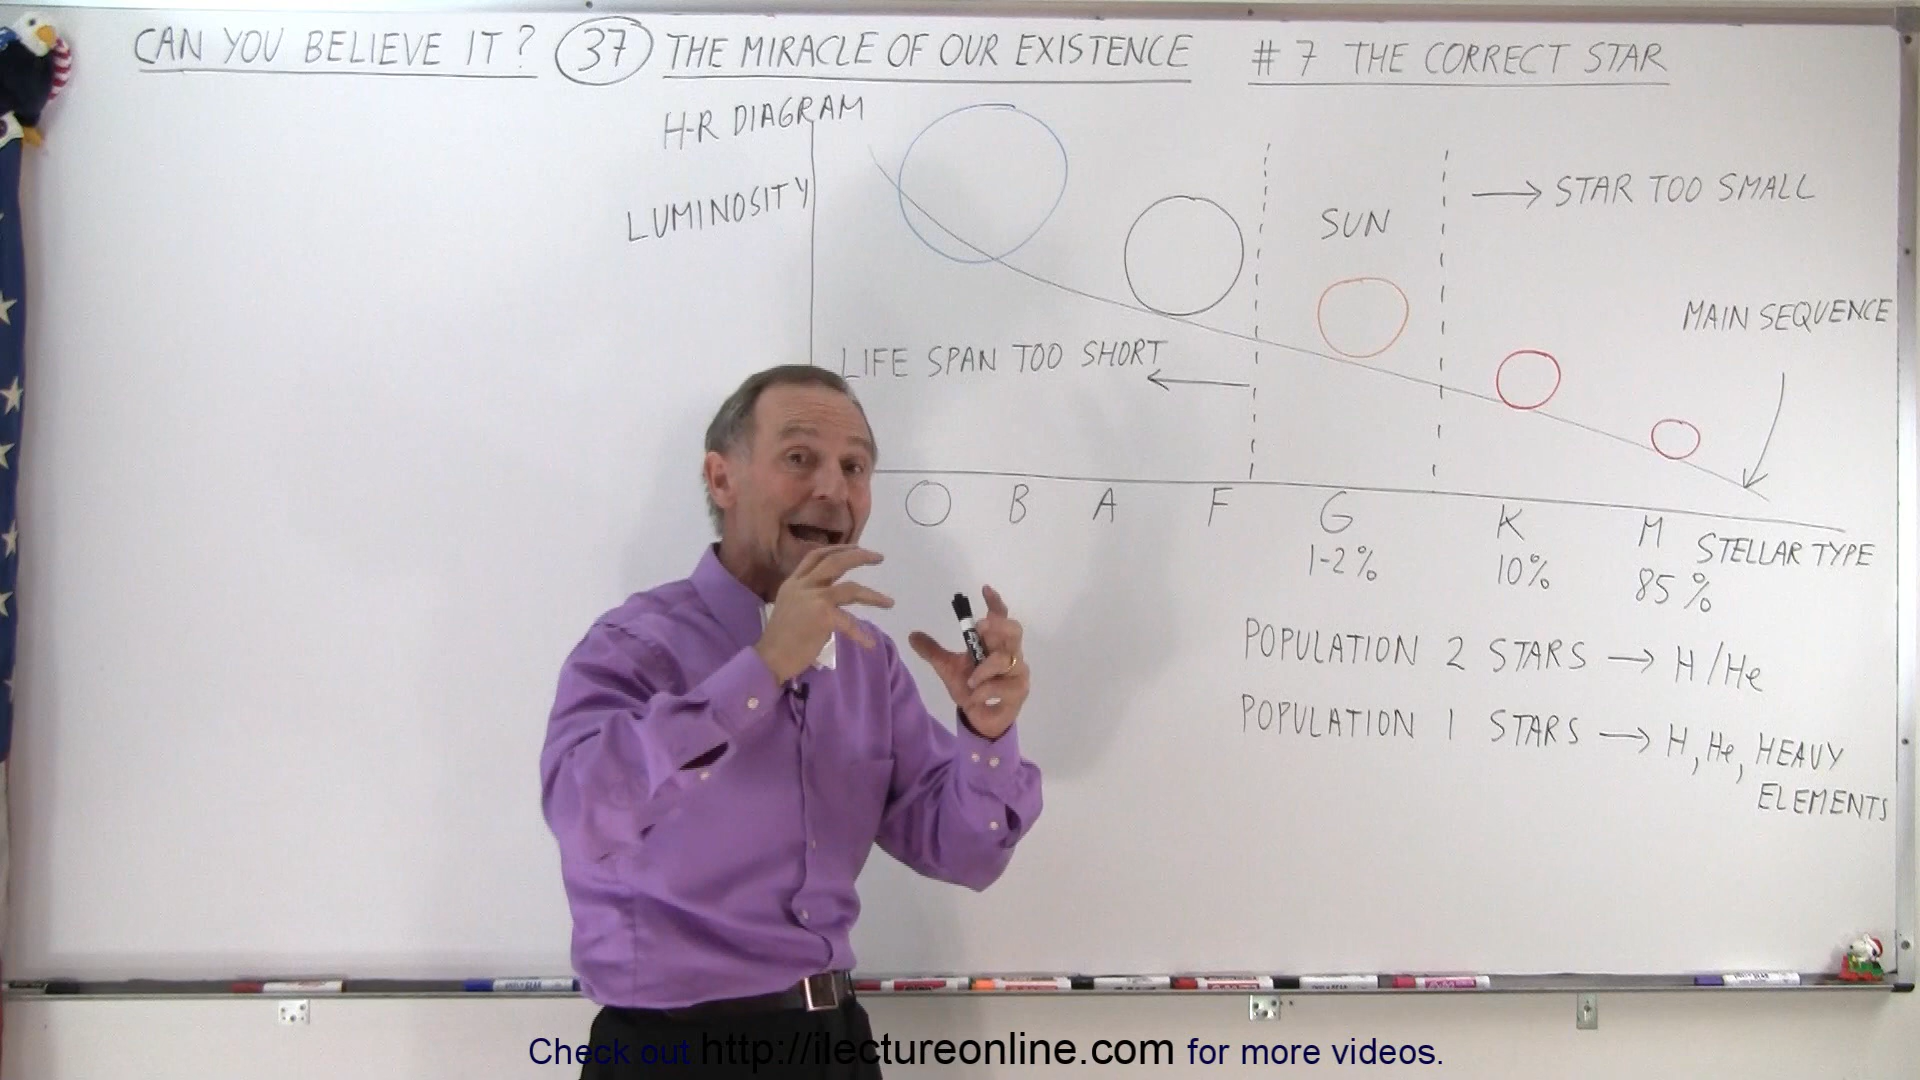 CAN YOU BELIEVE IT? 37 THE MIRACLE OF OUR EXISTENCE # 7 THE CORRECT STAR
H-R DIAGRAM
LUMINOSITY
SUN
→ STAR TOO SMALL
MAIN SEQUENCE
LIFE SPAN TOO SHORT
O B A F G K M STELLAR TYPE
1-2% 10% 85%
POPULATION 2 STARS → H/He
POPULATION 1 STARS → H, He, HEAVY
ELEMENTS
Check out http://ilectureonline.com for more videos.